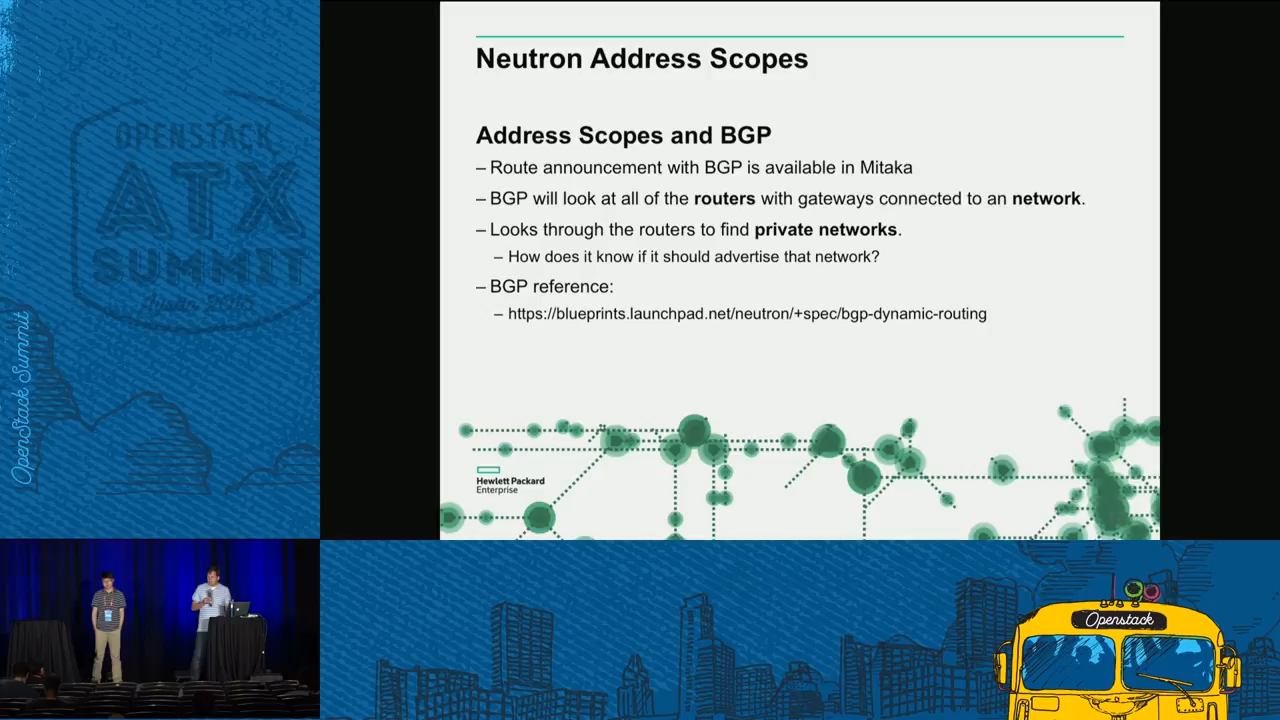 Neutron Address Scopes
Address Scopes and BGP
– Route announcement with BGP is available in Mitaka
– BGP will look at all of the routers with gateways connected to an network.
– Looks through the routers to find private networks.
– How does it know if it should advertise that network?
– BGP reference:
– https://blueprints.launchpad.net/neutron/+spec/bgp-dynamic-routing
Hewlett Packard
Enterprise
OPENSTACK
ATX
SUMMIT
Austin 2016
OpenStack Summit
Openstack